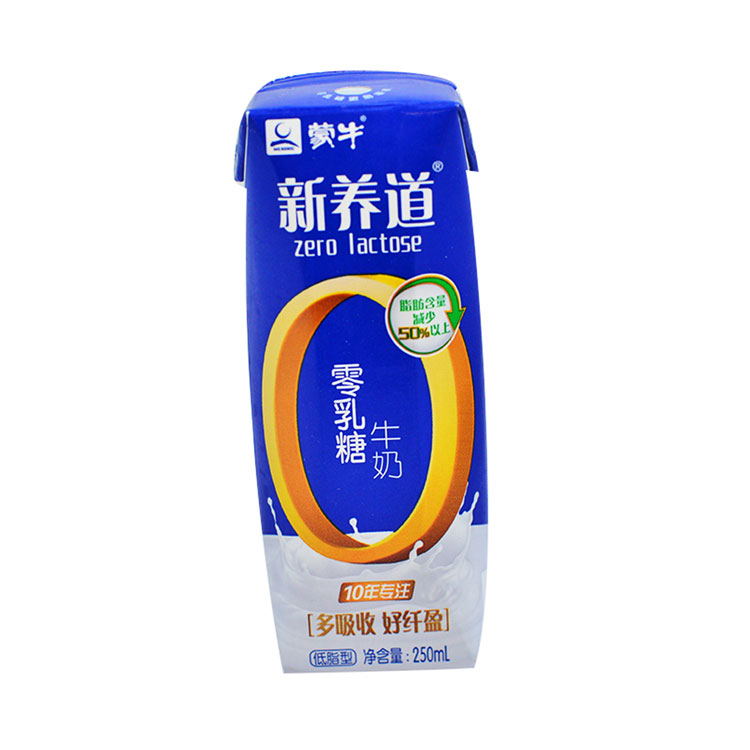 蒙牛®
新养道®
zero lactose
脂肪含量
减少
50%以上
零乳糖
牛奶
10年专注
[多吸收 好纤盈]
低脂型 净含量:250mL